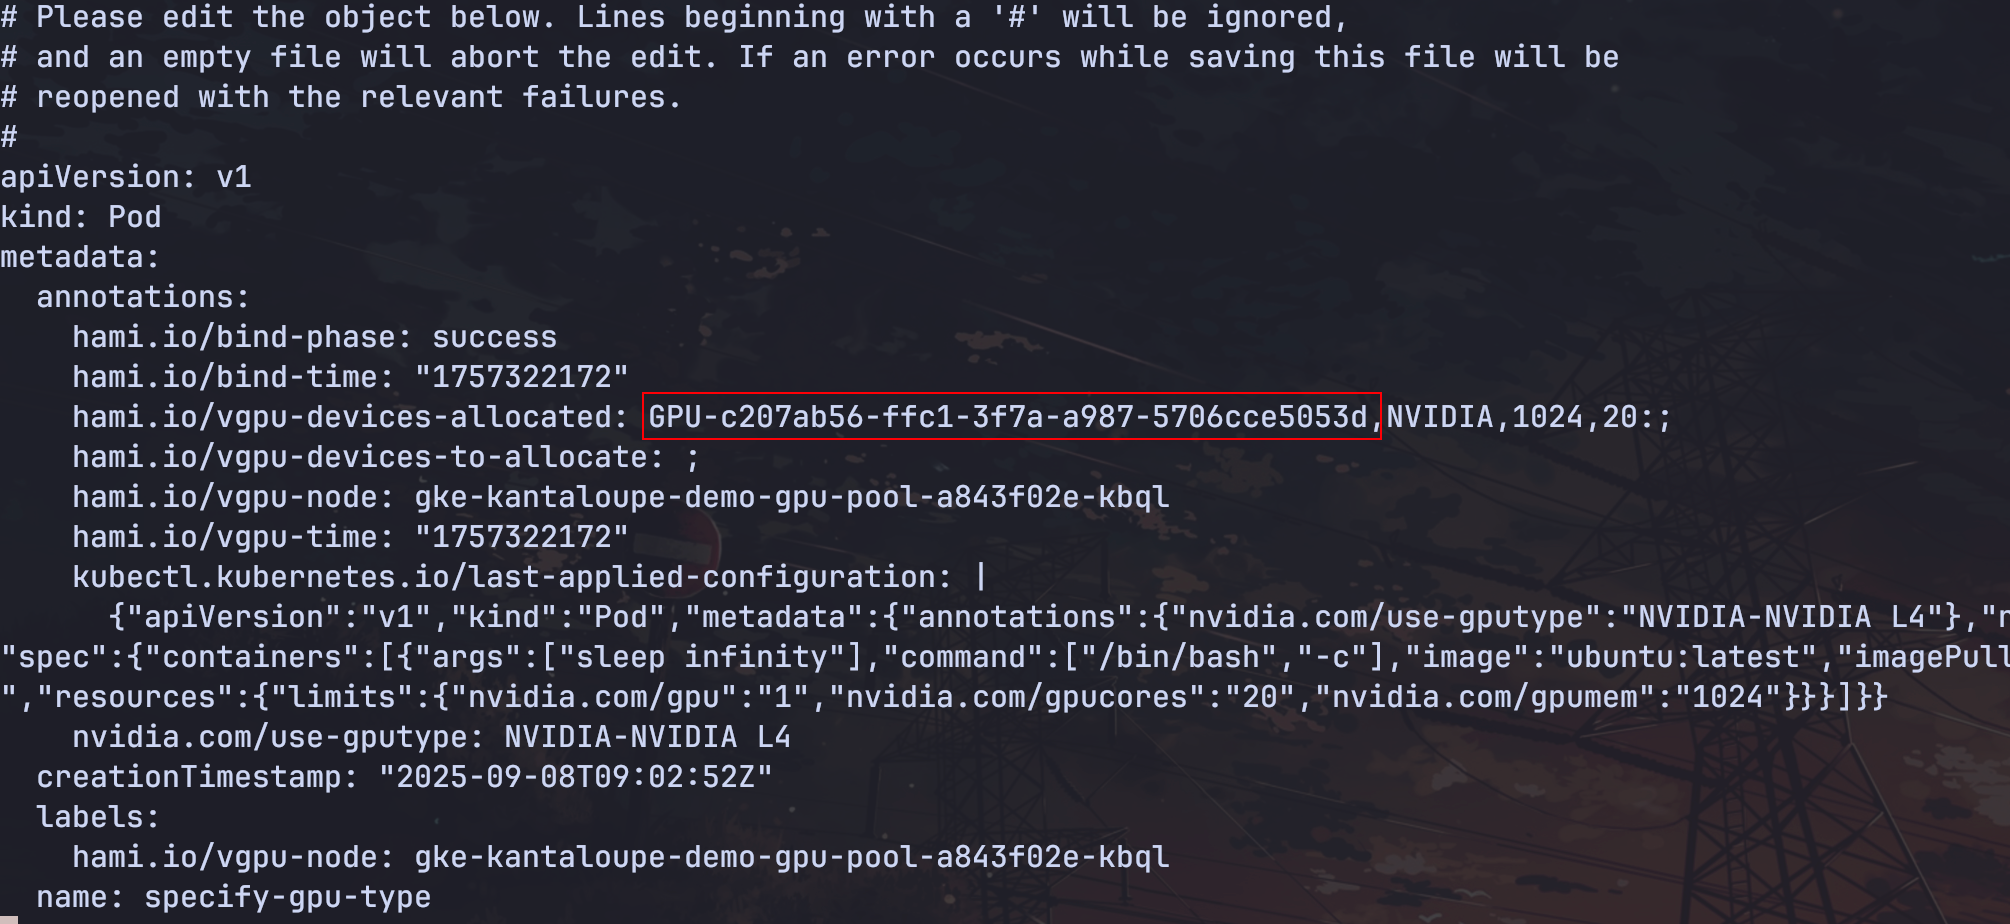 # Please edit the object below. Lines beginning with a '#' will be ignored,
# and an empty file will abort the edit. If an error occurs while saving this file will be
# reopened with the relevant failures.
#
apiVersion: v1
kind: Pod
metadata:
  annotations:
    hami.io/bind-phase: success
    hami.io/bind-time: "1757322172"
    hami.io/vgpu-devices-allocated: GPU-c207ab56-ffc1-3f7a-a987-5706cce5053d,NVIDIA,1024,20:;
    hami.io/vgpu-devices-to-allocate: ;
    hami.io/vgpu-node: gke-kantaloupe-demo-gpu-pool-a843f02e-kbql
    hami.io/vgpu-time: "1757322172"
    kubectl.kubernetes.io/last-applied-configuration: |
      {"apiVersion":"v1","kind":"Pod","metadata":{"annotations":{"nvidia.com/use-gputype":"NVIDIA-NVIDIA L4"},"n
"spec":{"containers":[{"args":["sleep infinity"],"command":["/bin/bash","-c"],"image":"ubuntu:latest","imagePull
","resources":{"limits":{"nvidia.com/gpu":"1","nvidia.com/gpucores":"20","nvidia.com/gpumem":"1024"}}}]}}
    nvidia.com/use-gputype: NVIDIA-NVIDIA L4
  creationTimestamp: "2025-09-08T09:02:52Z"
  labels:
    hami.io/vgpu-node: gke-kantaloupe-demo-gpu-pool-a843f02e-kbql
  name: specify-gpu-type